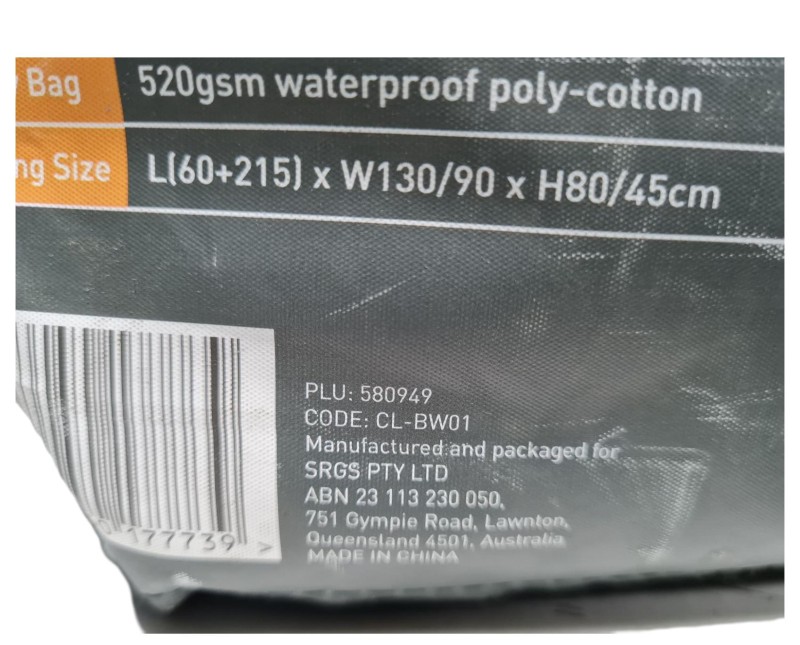 Bag 520gsm waterproof poly-cotton
Size L(60+215) x W130/90 x H80/45cm
PLU: 580949
CODE: CL-BW01
Manufactured and packaged for
SRGS PTY LTD
ABN 23 113 230 050,
751 Gympie Road, Lawnton,
Queensland 4501, Australia
MADE IN CHINA
177739 >